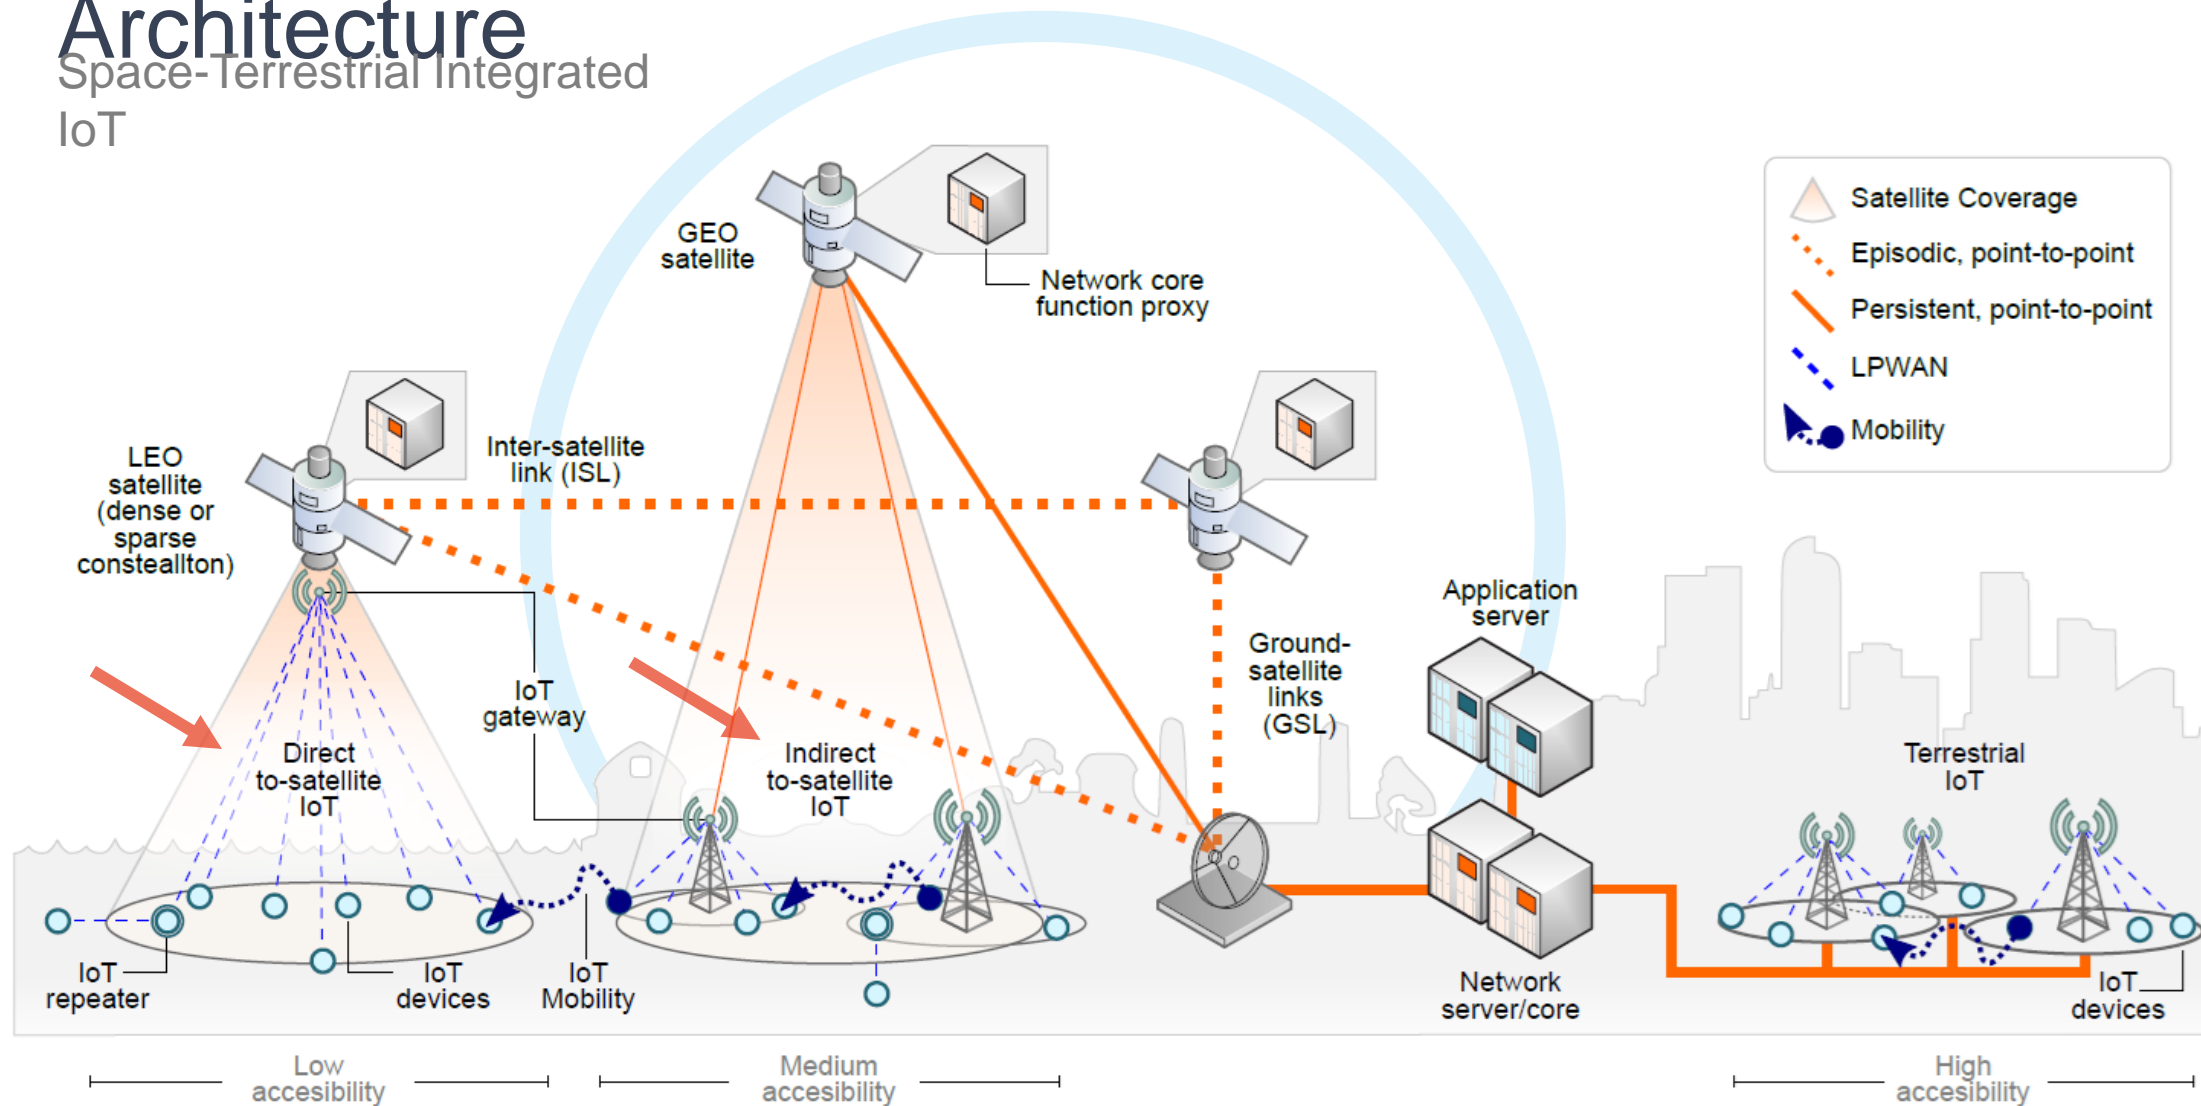 Architecture
Space-Terrestrial Integrated
IoT
GEO
satellite
Network core
function proxy
Satellite Coverage
Episodic, point-to-point
Persistent, point-to-point
LPWAN
Mobility
LEO
satellite
(dense or
sparse
consteallton)
Inter-satellite
link (ISL)
IoT
gateway
Ground-
satellite
links
(GSL)
Application
server
Direct
to-satellite
IoT
Indirect
to-satellite
IoT
Terrestrial
IoT
IoT
repeater
IoT
devices
IoT
Mobility
Network
server/core
IoT
devices
Low
accesibility
Medium
accesibility
High
accesibility